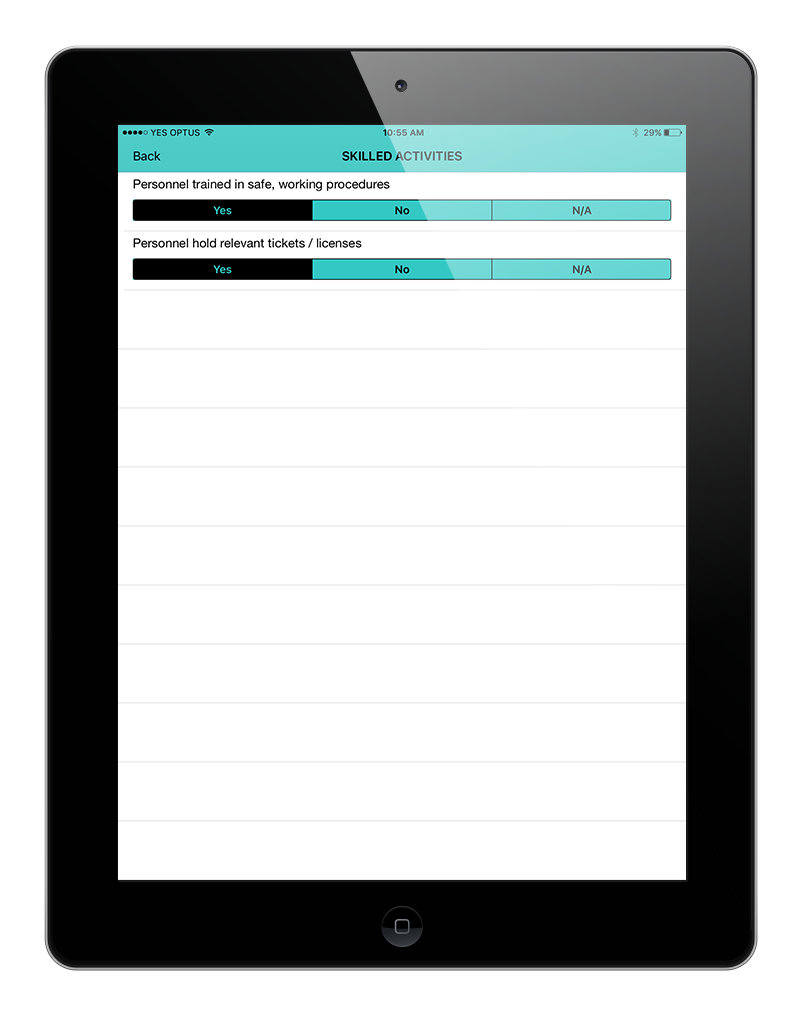 YES OPTUS 10:55 AM 29%
Back SKILLED ACTIVITIES
Personnel trained in safe, working procedures
Yes No N/A
Personnel hold relevant tickets / licenses
Yes No N/A